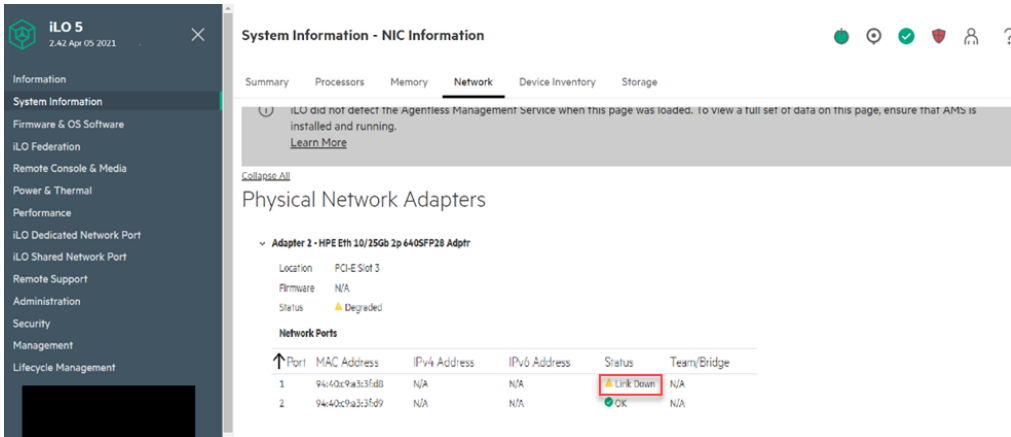 iLO 5
2.42 Apr 05 2021
System Information - NIC Information
?
Information
System Information
Firmware & OS Software
iLO Federation
Remote Console & Media
Power & Thermal
Performance
iLO Dedicated Network Port
iLO Shared Network Port
Remote Support
Administration
Security
Management
Lifecycle Management
Summary Processors Memory Network Device Inventory Storage
iLO did not detect the Agentless Management Service when this page was loaded. To view a full set of data on this page, ensure that AMS is
installed and running.
Learn More
Collapse All
Physical Network Adapters
Adapter 2 - HPE Eth 10/25Gb 2p 640SFP28 Adptr
Location PCI-E Slot 3
Firmware N/A
Status Degraded
Network Ports
Port MAC Address IPv4 Address IPv6 Address Status Team/Bridge
1 94:40:c9:a3:3f:d8 N/A N/A Link Down N/A
2 94:40:c9:a3:3f:d9 N/A N/A OK N/A